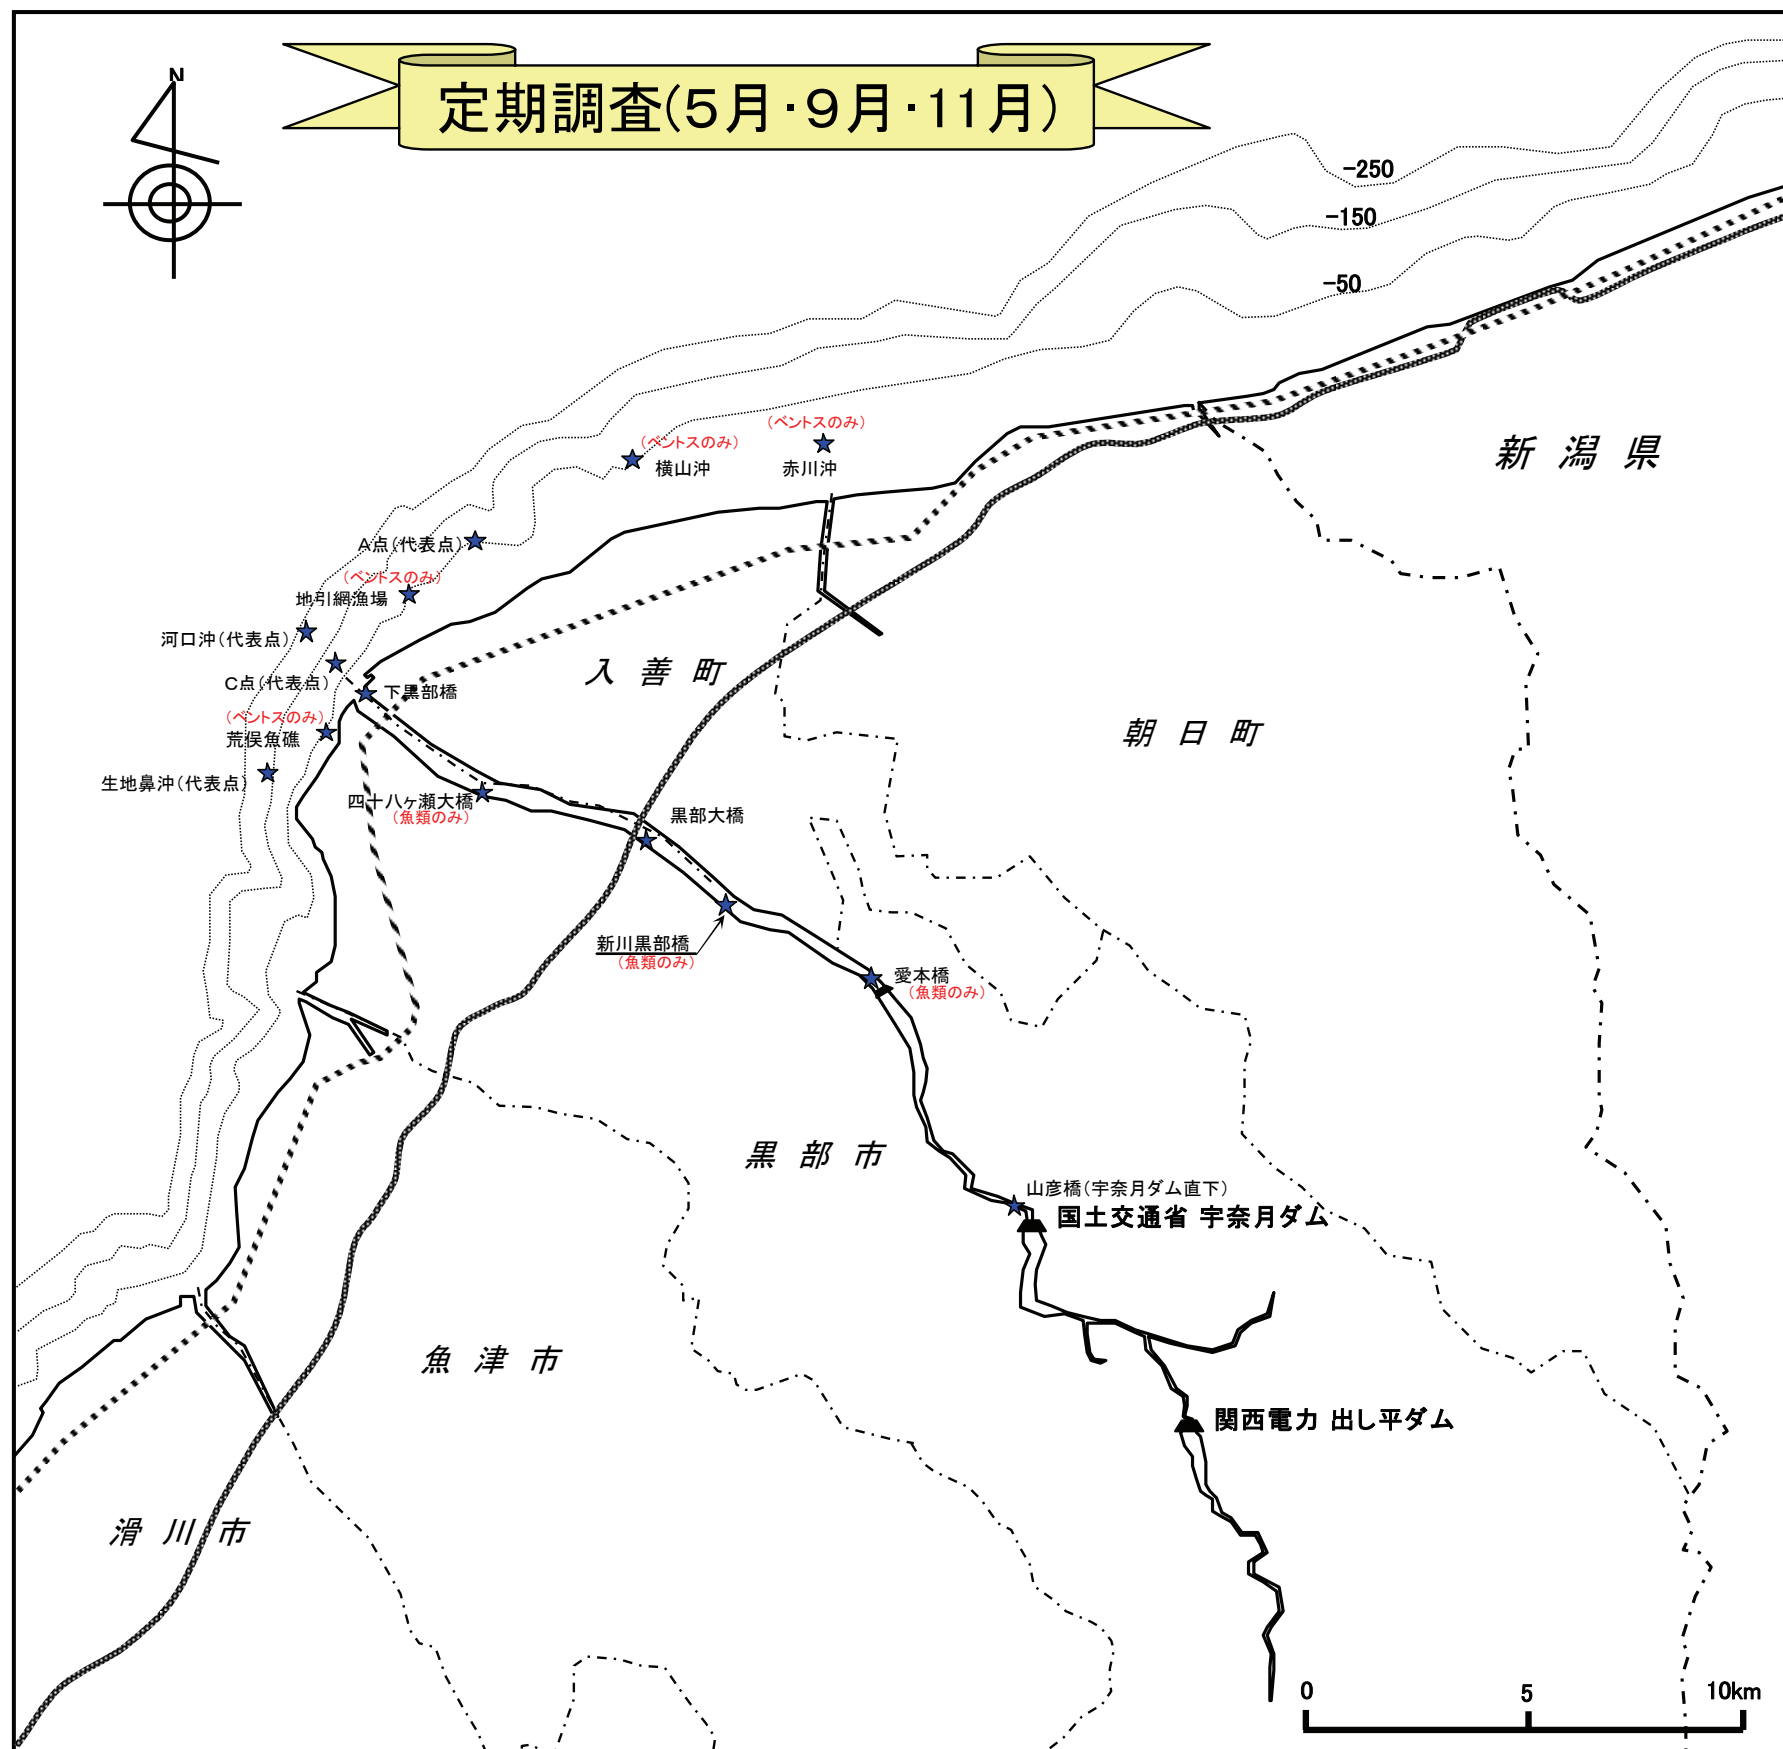 定期調査(5月･9月･11月)
N
-250
-150
-50
新潟県
(ベントスのみ)
赤川沖
(ベントスのみ)
横山沖
A点(代表点)
(ベントスのみ)
地引網漁場
河口沖(代表点)
C点(代表点)
下黒部橋
(ベントスのみ)
荒俣魚礁
生地鼻沖(代表点)
入善町
朝日町
四十八ヶ瀬大橋
(魚類のみ)
黒部大橋
新川黒部橋
(魚類のみ)
愛本橋
(魚類のみ)
黒部市
山彦橋(宇奈月ダム直下)
国土交通省 宇奈月ダム
魚津市
関西電力 出し平ダム
滑川市
0 5 10km